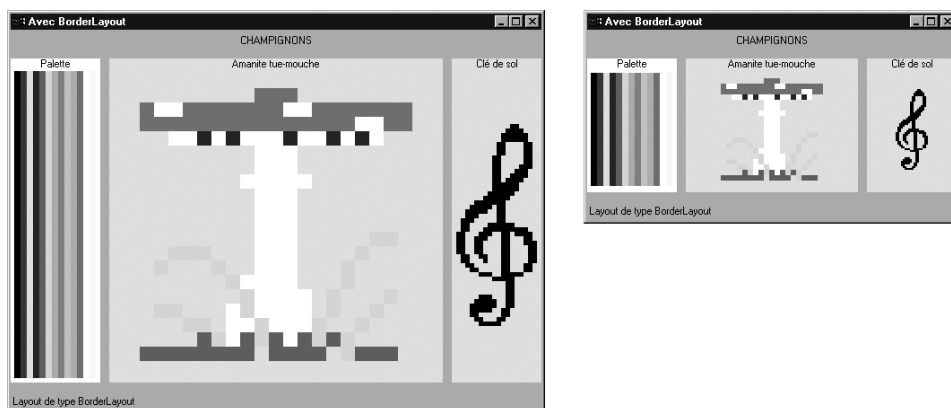 Avec BorderLayout
CHAMPIGNONS
Palette
Amanite tue-mouche
Clé de sol
Layout de type BorderLayout
Avec BorderLayout
CHAMPIGNONS
Palette
Amanite tue-mouche
Clé de sol
Layout de type BorderLayout